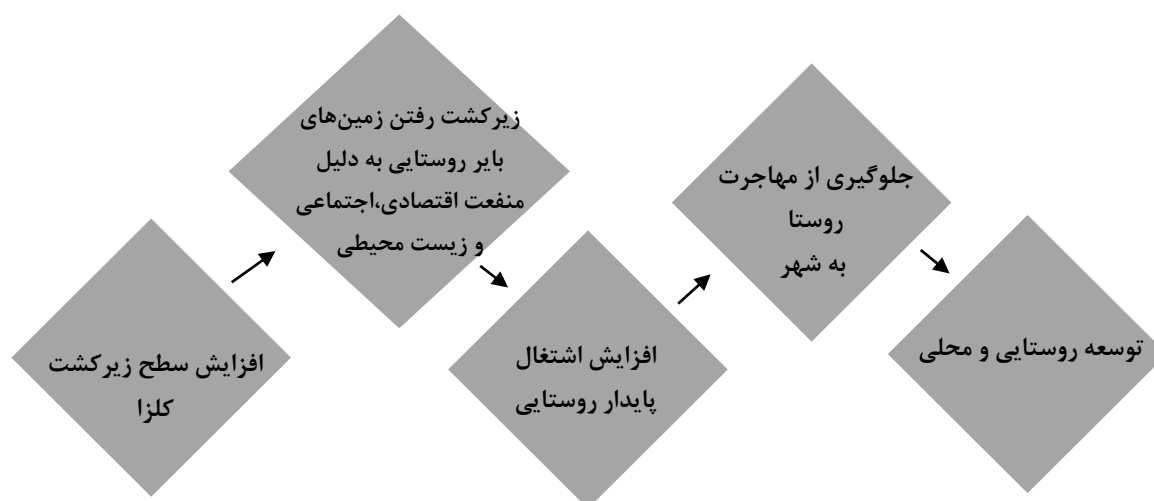 افزایش سطح زیرکشت
کلزا
زیرکشت رفتن زمین‌های
بایر روستایی به دلیل
منفعت اقتصادی،اجتماعی
و زیست محیطی
افزایش اشتغال
پایدار روستایی
جلوگیری از مهاجرت
روستا
به شهر
توسعه روستایی و محلی